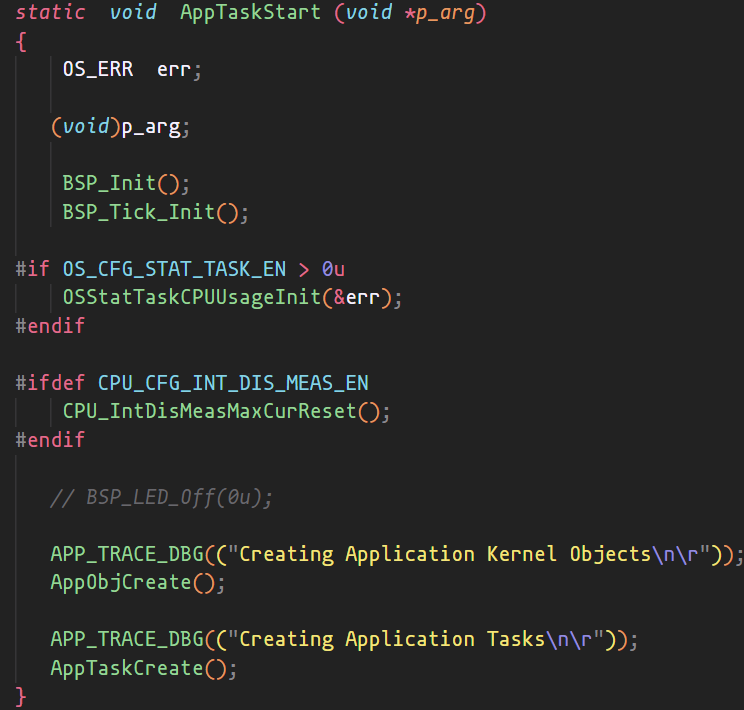 static  void  AppTaskStart (void *p_arg)
{
    OS_ERR  err;
   (void)p_arg;
    BSP_Init();
    BSP_Tick_Init();
#if OS_CFG_STAT_TASK_EN > 0u
    OSStatTaskCPUUsageInit(&err);
#endif
#ifdef CPU_CFG_INT_DIS_MEAS_EN
    CPU_IntDisMeasMaxCurReset();
#endif
   // BSP_LED_Off(0u);
   APP_TRACE_DBG(("Creating Application Kernel Objects\n\r"));
   AppObjCreate();
   APP_TRACE_DBG(("Creating Application Tasks\n\r"));
   AppTaskCreate();
}